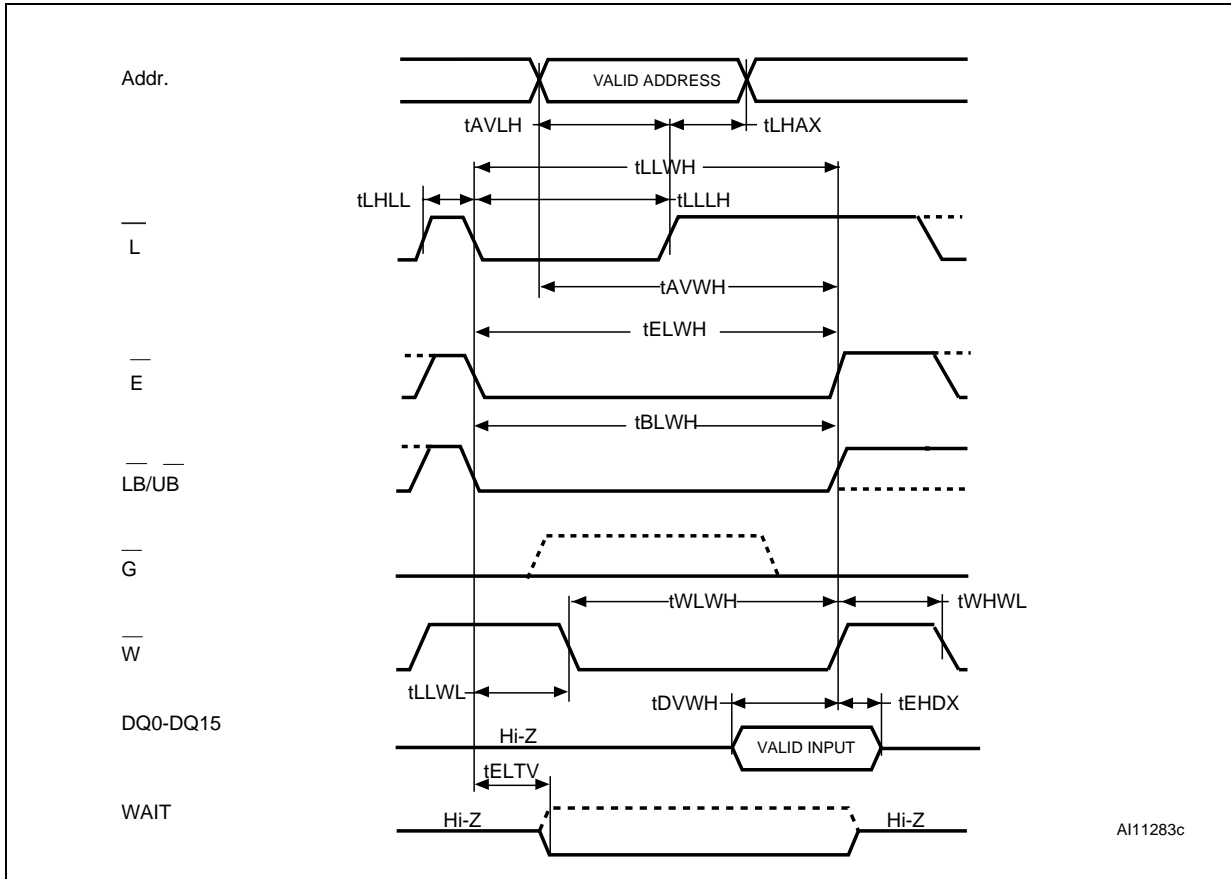 Addr.
VALID ADDRESS
tAVLH
tLHAX
tLLWH
tLHLL
tLLLH
L
tAVWH
tELWH
E
tBLWH
LB/UB
G
tWLWH
tWHWL
W
tLLWL
tDVWH
tEHDX
DQ0-DQ15
Hi-Z
VALID INPUT
tELTV
WAIT
Hi-Z
Hi-Z
AI11283c